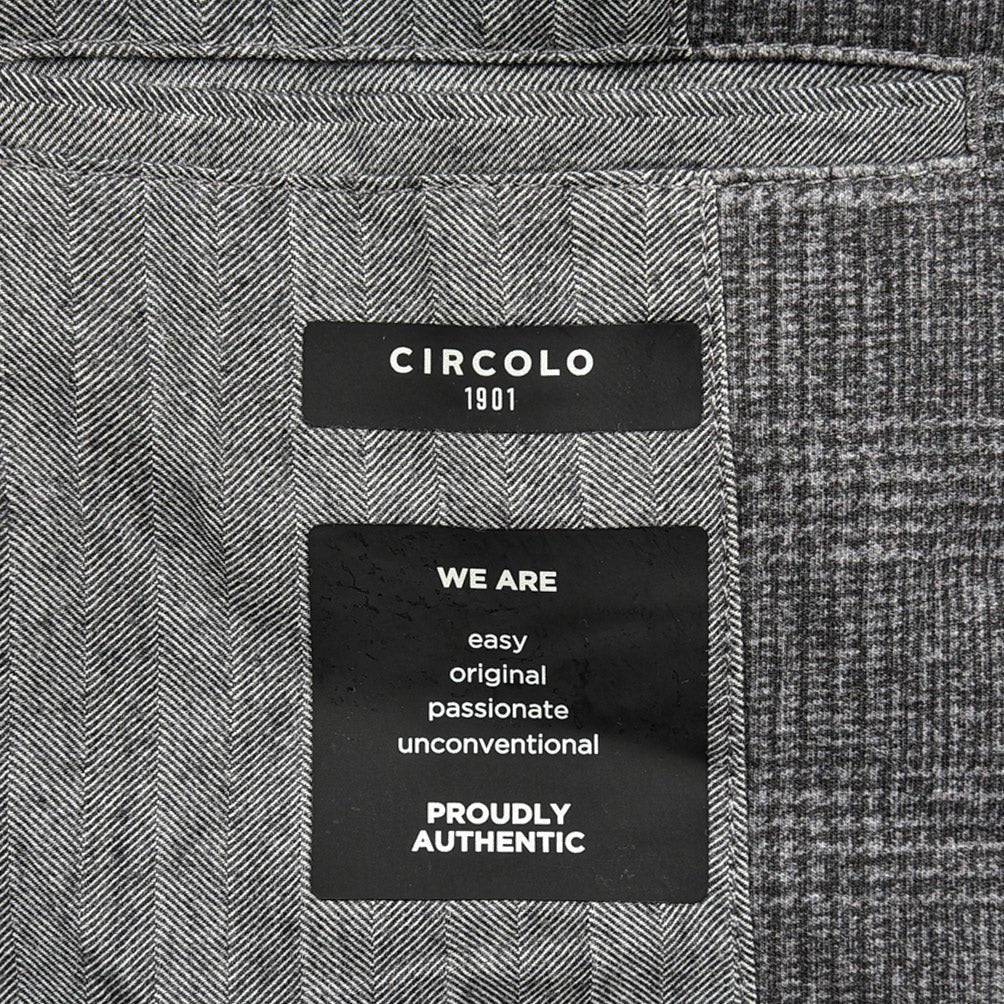 CIRCOLO
1901
WE ARE
easy
original
passionate
unconventional
PROUDLY
AUTHENTIC